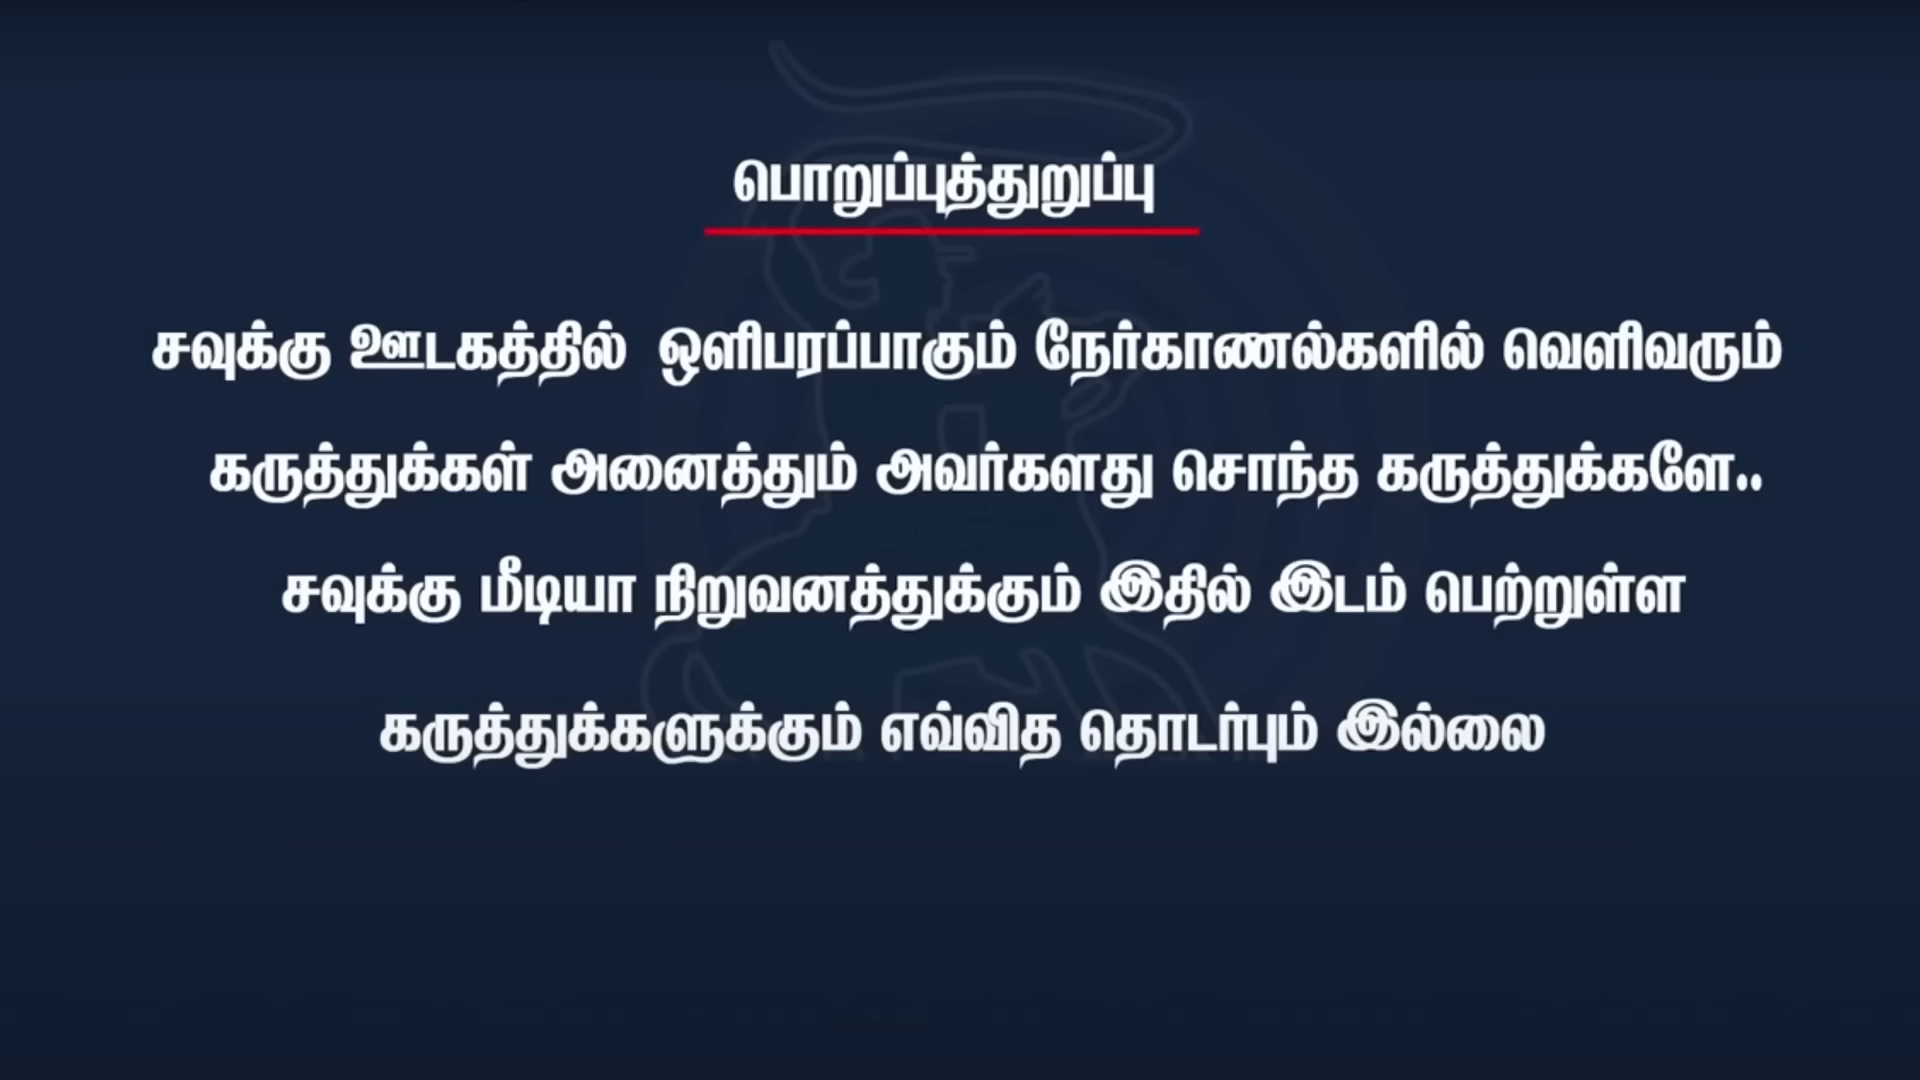 பொறுப்புத்துறுப்பு
சவுக்கு ஊடகத்தில் ஒளிபரப்பாகும் நேர்காணல்களில் வெளிவரும்
கருத்துக்கள் அனைத்தும் அவர்களது சொந்த கருத்துக்களே..
சவுக்கு மீடியா நிறுவனத்துக்கும் இதில் இடம் பெற்றுள்ள
கருத்துக்களுக்கும் எவ்வித தொடர்பும் இல்லை